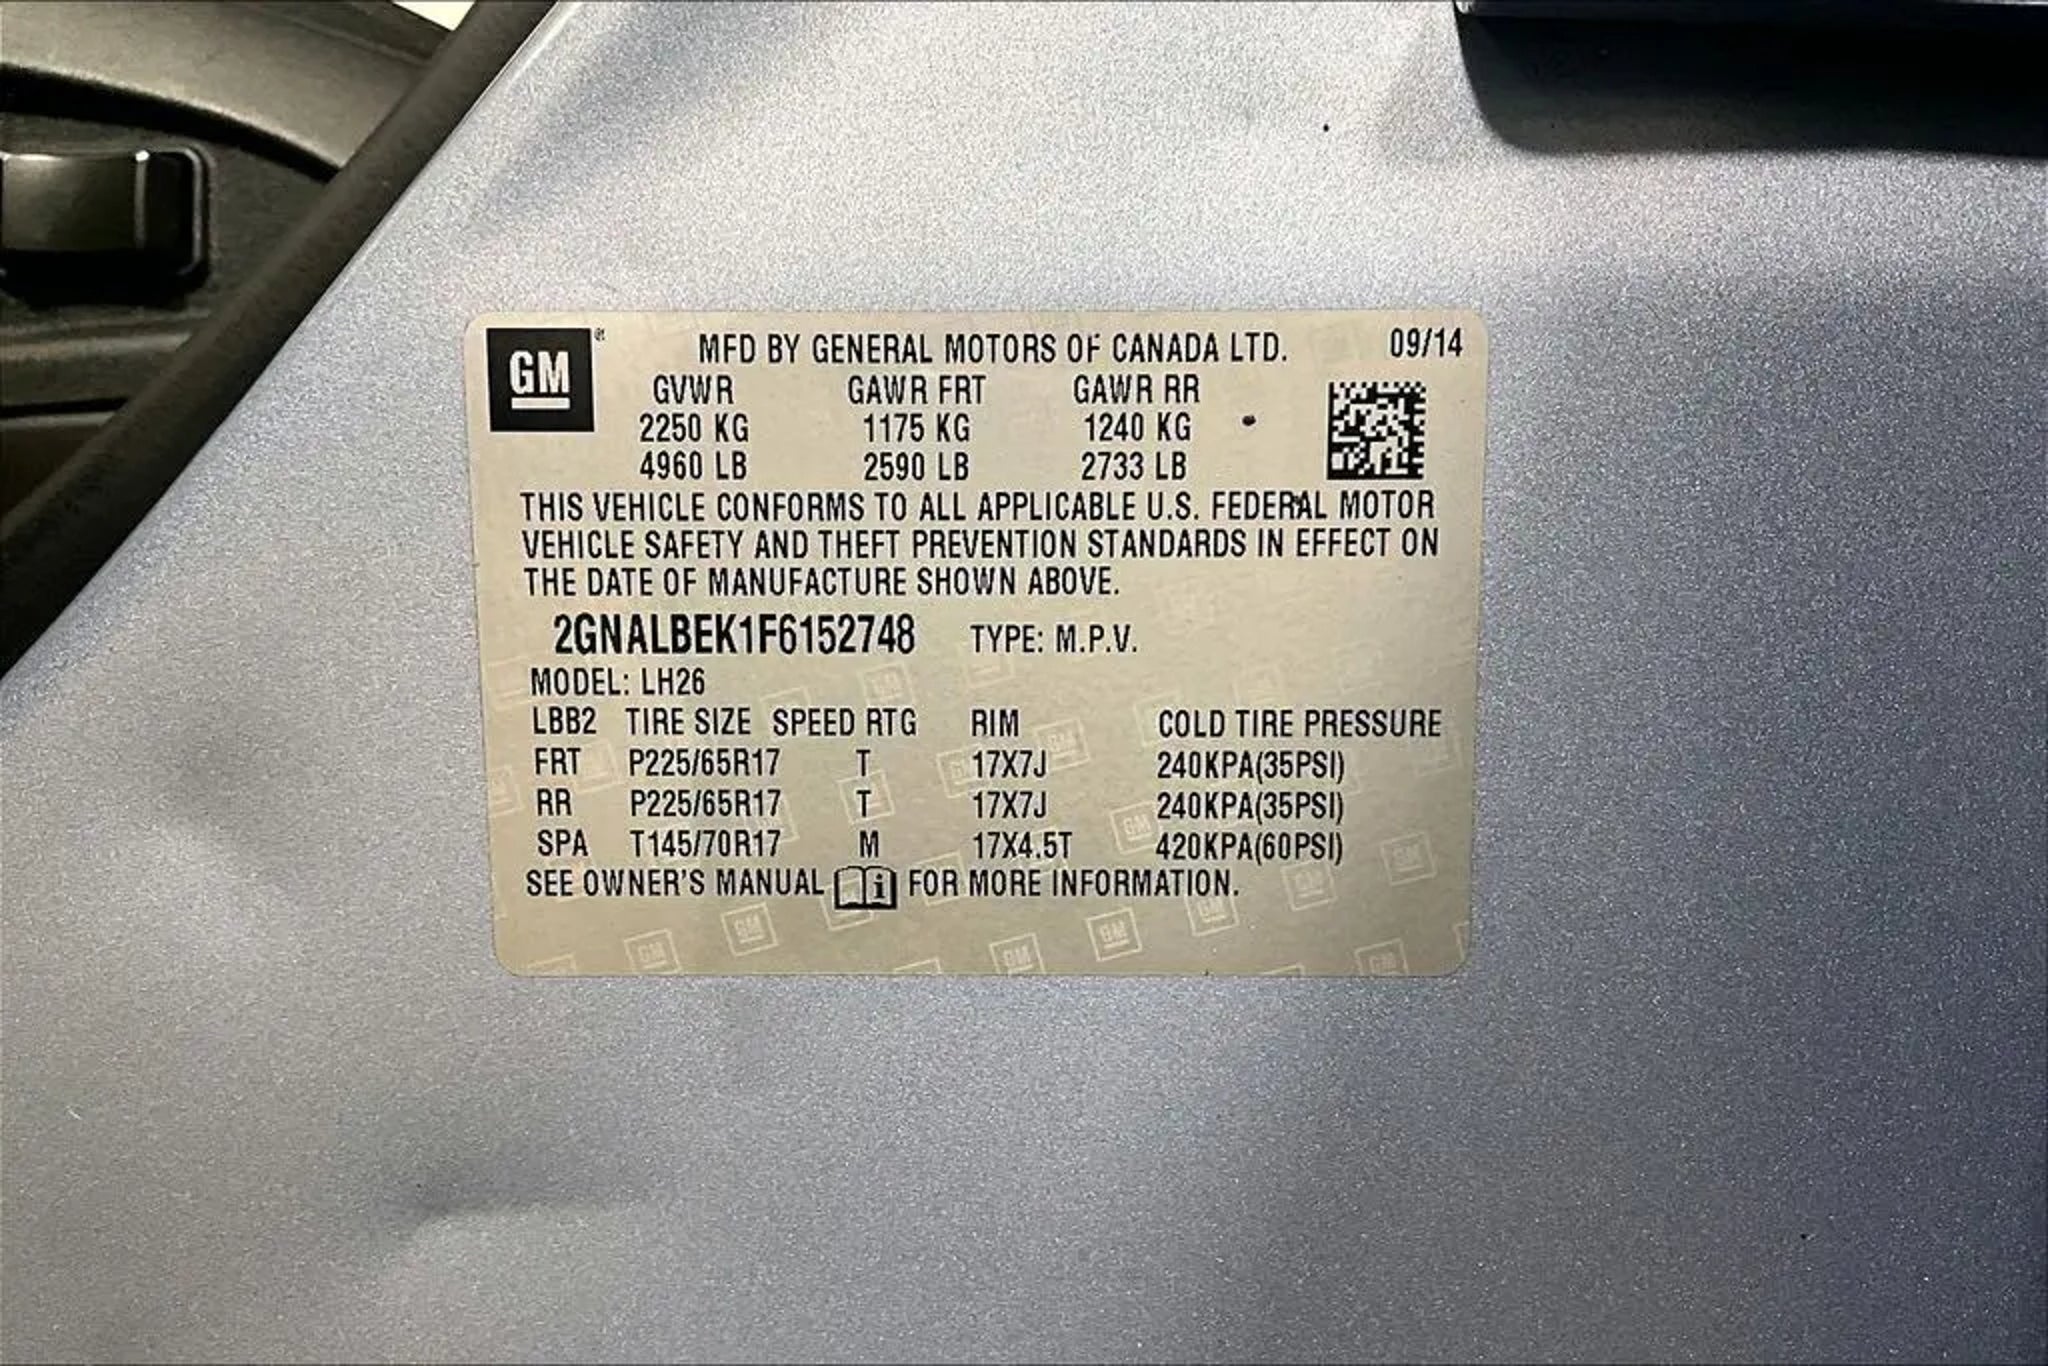 GM
MFD BY GENERAL MOTORS OF CANADA LTD. 09/14
GVWR GAWR FRT GAWR RR
2250 KG 1175 KG 1240 KG
4960 LB 2590 LB 2733 LB
THIS VEHICLE CONFORMS TO ALL APPLICABLE U.S. FEDERAL MOTOR
VEHICLE SAFETY AND THEFT PREVENTION STANDARDS IN EFFECT ON
THE DATE OF MANUFACTURE SHOWN ABOVE.
2GNALBEK1F6152748 TYPE: M.P.V.
MODEL: LH26
LBB2 TIRE SIZE SPEED RTG RIM COLD TIRE PRESSURE
FRT P225/65R17 T 17X7J 240KPA(35PSI)
RR P225/65R17 T 17X7J 240KPA(35PSI)
SPA T145/70R17 M 17X4.5T 420KPA(60PSI)
SEE OWNER'S MANUAL i FOR MORE INFORMATION.